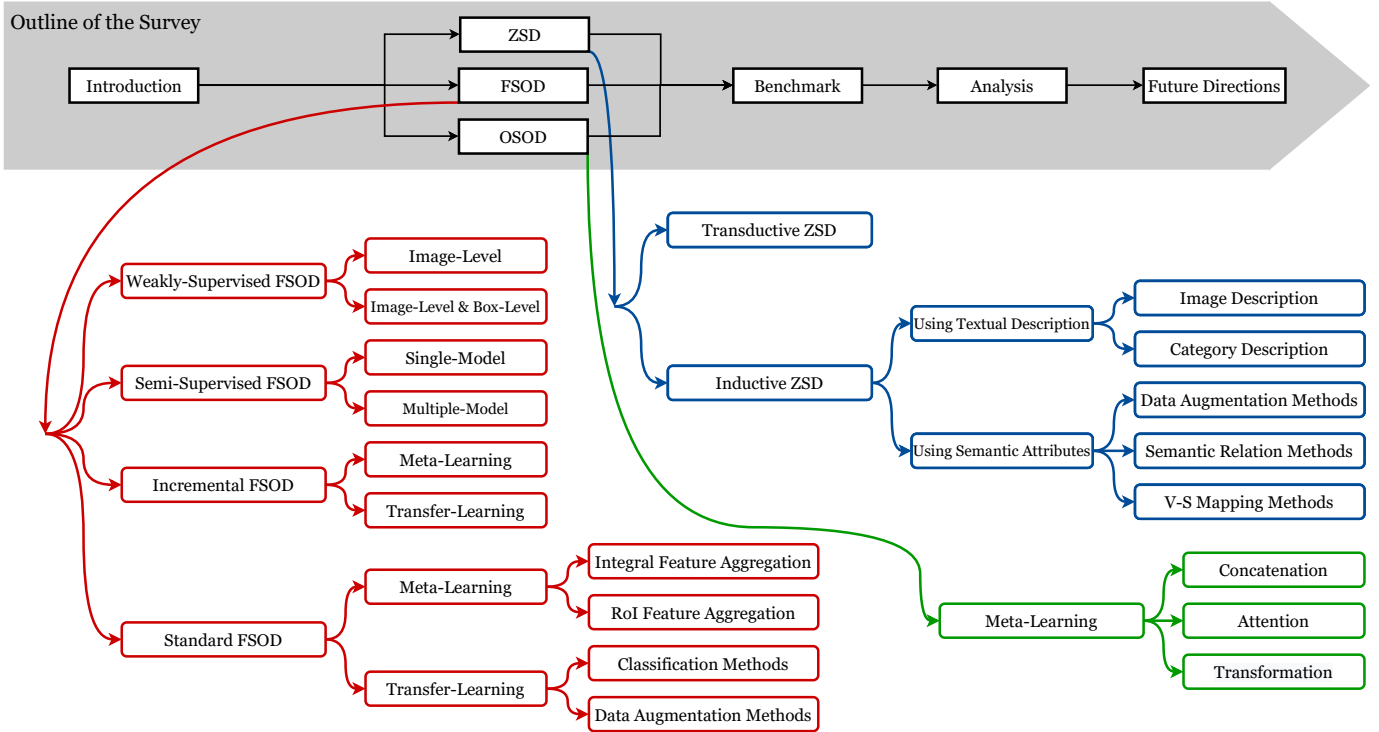 Outline of the Survey
ZSD
Introduction
FSOD
Benchmark
Analysis
Future Directions
OSOD
Weakly-Supervised FSOD
Image-Level
Image-Level & Box-Level
Semi-Supervised FSOD
Single-Model
Multiple-Model
Incremental FSOD
Meta-Learning
Transfer-Learning
Standard FSOD
Meta-Learning
Integral Feature Aggregation
RoI Feature Aggregation
Transfer-Learning
Classification Methods
Data Augmentation Methods
Transductive ZSD
Inductive ZSD
Using Textual Description
Image Description
Category Description
Using Semantic Attributes
Data Augmentation Methods
Semantic Relation Methods
V-S Mapping Methods
Meta-Learning
Concatenation
Attention
Transformation